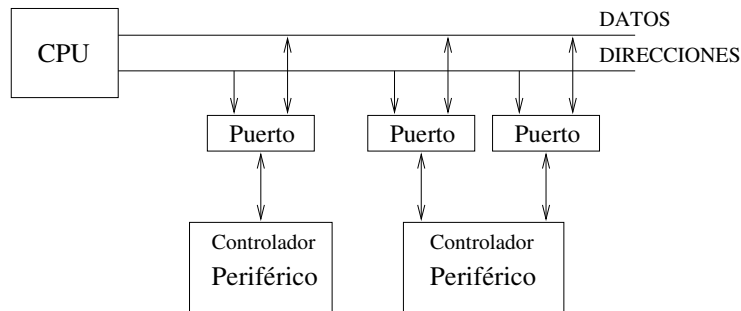 DATOS
CPU
DIRECCIONES
Puerto
Puerto
Puerto
Controlador
Periférico
Controlador
Periférico